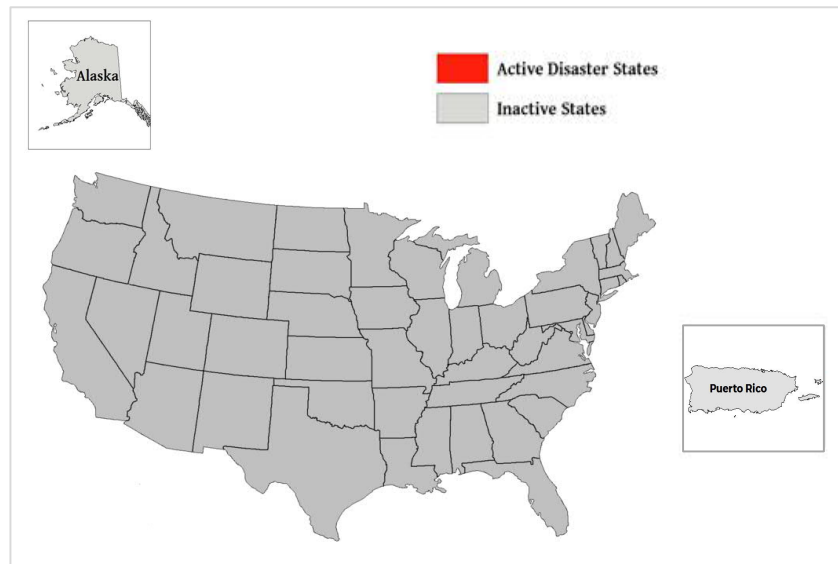 Alaska
Active Disaster States
Inactive States
Puerto Rico